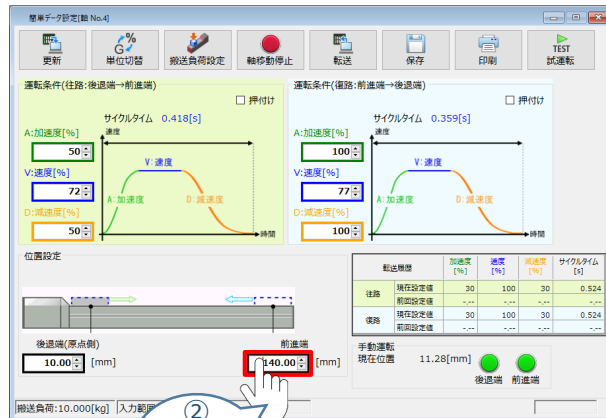 簡単データ設定[軸 No.4]
更新 単位切替 搬送負荷設定 軸移動停止 転送 保存 印刷 TEST 試運転
運転条件(往路:後退端→前進端)
押付け
サイクルタイム 0.418[s]
A:加速度[%]
50
V:速度[%]
72
D:減速度[%]
50
速度
V:速度
A:加速度
D:減速度
時間
運転条件(復路:前進端→後退端)
押付け
サイクルタイム 0.359[s]
A:加速度[%]
100
V:速度[%]
77
D:減速度[%]
100
速度
V:速度
A:加速度
D:減速度
時間
位置設定
後退端(原点側)
10.00 [mm]
前進端
140.00 [mm]
転送履歴 加速度[%] 速度[%] 減速度[%] サイクルタイム[s]
往路 現在設定値 30 100 30 0.524
前回設定値 -.-- -.-- -.-- -.--
復路 現在設定値 30 100 30 0.524
前回設定値 -.-- -.-- -.-- -.--
手動運転
現在位置 11.28[mm]
後退端 前進端
搬送負荷:10.000[kg] 入力範
②